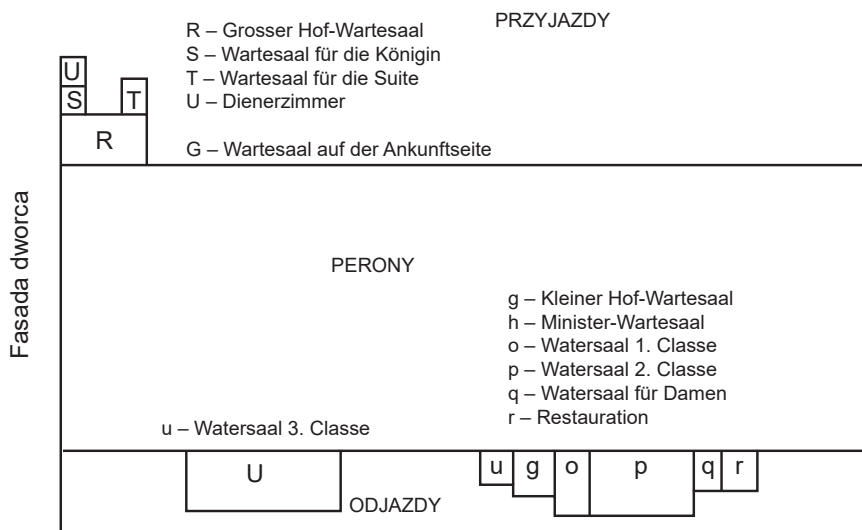 PRZYJAZDY
R – Grosser Hof-Wartesaal
S – Wartesaal für die Königin
T – Wartesaal für die Suite
U – Dienerzimmer
G – Wartesaal auf der Ankunftseite
U
S
T
R
Fasada dworca
PERONY
g – Kleiner Hof-Wartesaal
h – Minister-Wartesaal
o – Watersaal 1. Classe
p – Watersaal 2. Classe
q – Watersaal für Damen
r – Restauration
u – Watersaal 3. Classe
U
u
g
o
p
q
r
ODJAZDY